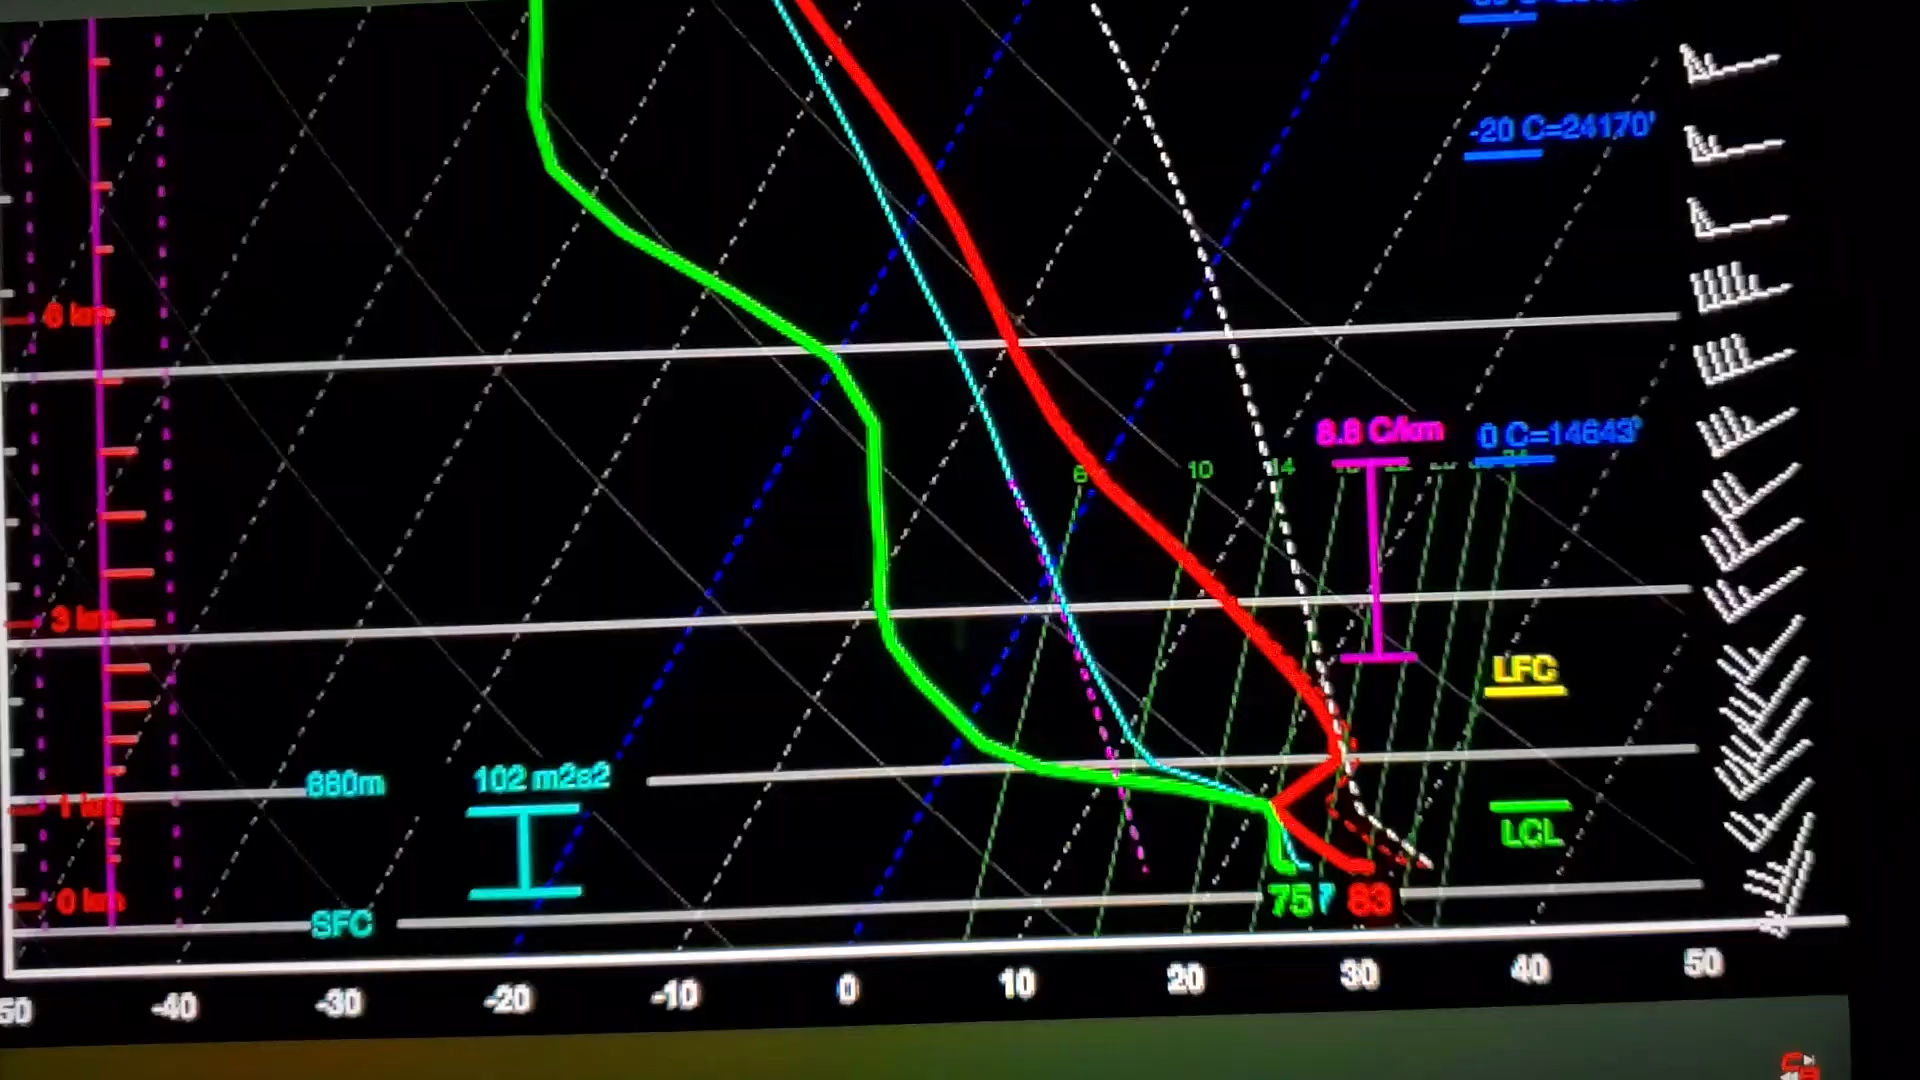 -20 C=24170'
6 km
8.8 C/km
0 C=14643'
6
10
14
3 km
LFC
880m
102 m2s2
1 km
LCL
0 km
75
83
SFC
-40
-30
-20
-10
0
10
20
30
40
50